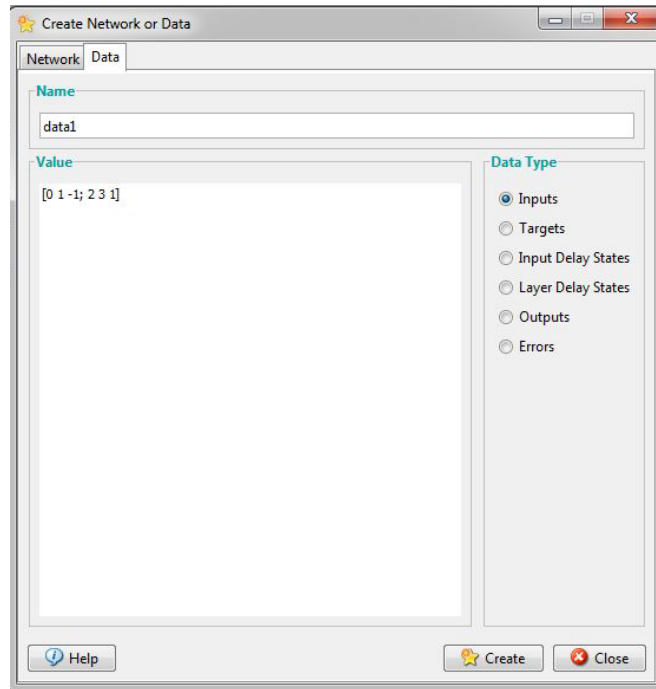 Create Network or Data
Network Data
Name
data1
Value
[0 1 -1; 2 3 1]
Data Type
Inputs
Targets
Input Delay States
Layer Delay States
Outputs
Errors
Help
Create
Close